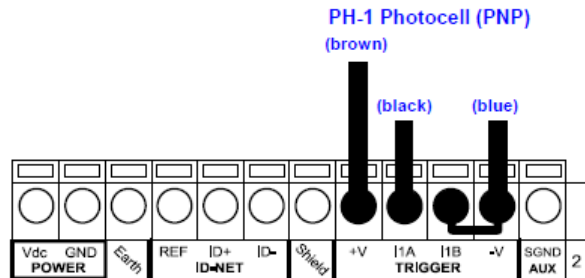 PH-1 Photocell (PNP)
(brown)
(black) (blue)
Vdc GND Earth REF ID+ ID- Shield +V I1A I1B -V SGND 2
POWER ID-NET TRIGGER AUX